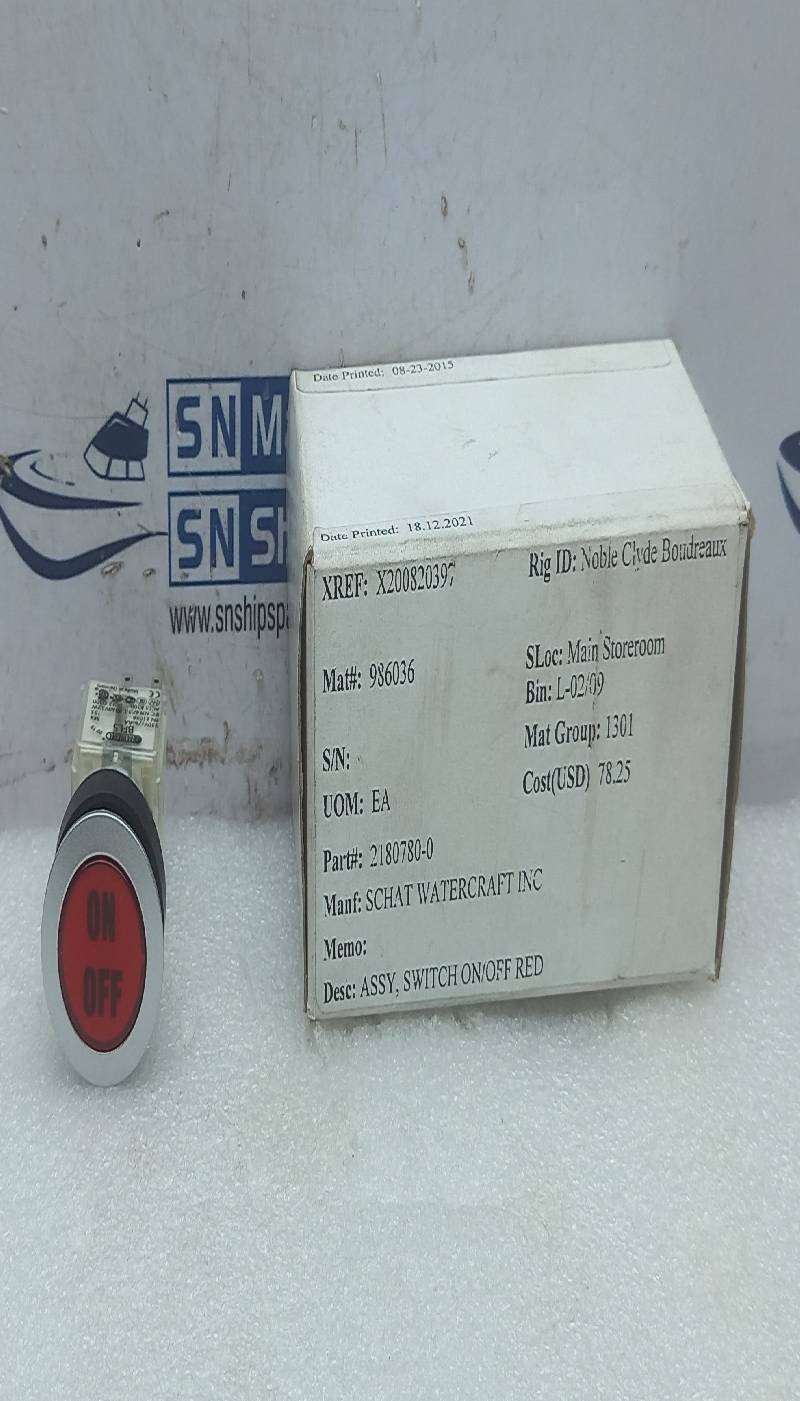 Date Printed: 08-23-2015
SN M
SN SH
www.snshipspa
Date Printed: 18.12.2021
XREF: X200820397
Rig ID: Noble Clyde Boudreaux
Mat#: 986036
SLoc: Main Storeroom
Bin: L-02/09
S/N:
Mat Group: 1301
UOM: EA
Cost(USD) 78.25
Part#: 2180780-0
Manf: SCHAT WATERCRAFT INC
Memo:
Desc: ASSY, SWITCH ON/OFF RED
ON
OFF